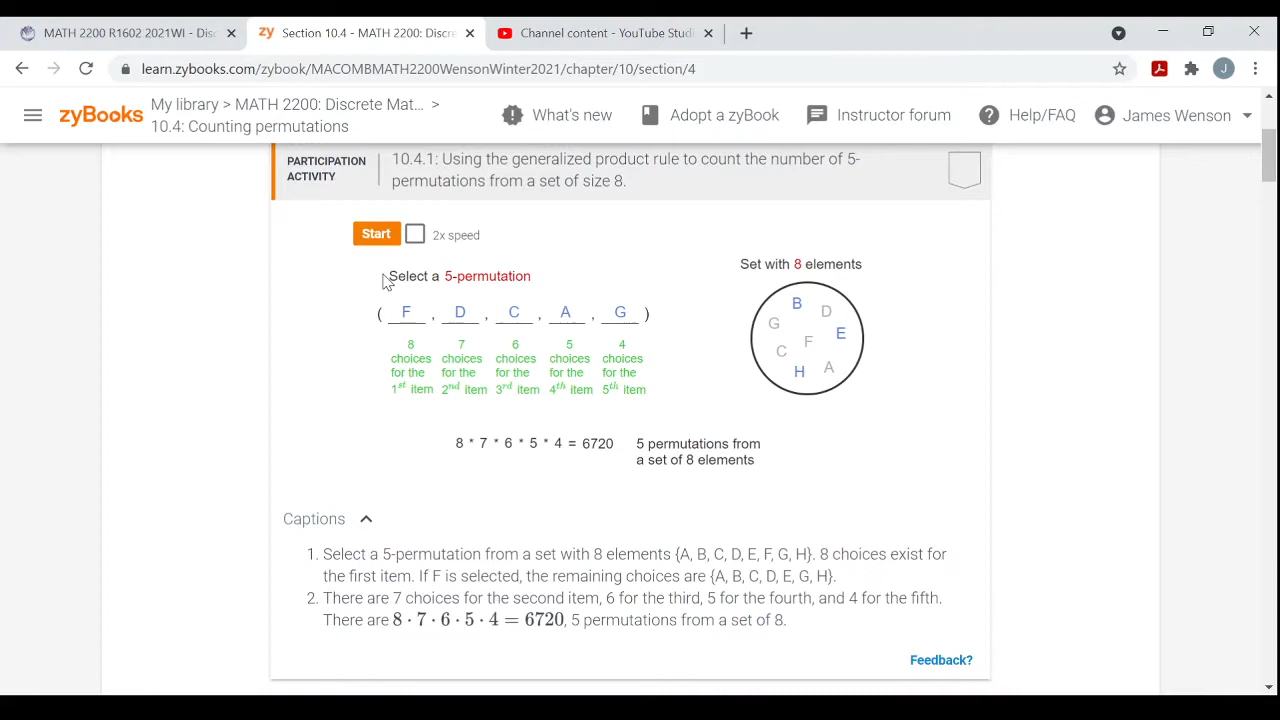 MATH 2200 R1602 2021WI - Disc
Section 10.4 - MATH 2200: Discre
Channel content - YouTube Studi
learn.zybooks.com/zybook/MACOMBMATH2200WensonWinter2021/chapter/10/section/4
J
zyBooks
My library > MATH 2200: Discrete Mat... >
10.4: Counting permutations
What's new
Adopt a zyBook
Instructor forum
Help/FAQ
James Wenson
PARTICIPATION
ACTIVITY
10.4.1: Using the generalized product rule to count the number of 5-
permutations from a set of size 8.
Start
2x speed
Select a 5-permutation
( F , D , C , A , G )
8 7 6 5 4
choices choices choices choices choices
for the for the for the for the for the
1st item 2nd item 3rd item 4th item 5th item
Set with 8 elements
B D
G E
C F
H A
8 * 7 * 6 * 5 * 4 = 6720
5 permutations from
a set of 8 elements
Captions
1. Select a 5-permutation from a set with 8 elements {A, B, C, D, E, F, G, H}. 8 choices exist for
the first item. If F is selected, the remaining choices are {A, B, C, D, E, G, H}.
2. There are 7 choices for the second item, 6 for the third, 5 for the fourth, and 4 for the fifth.
There are 8 · 7 · 6 · 5 · 4 = 6720, 5 permutations from a set of 8.
Feedback?